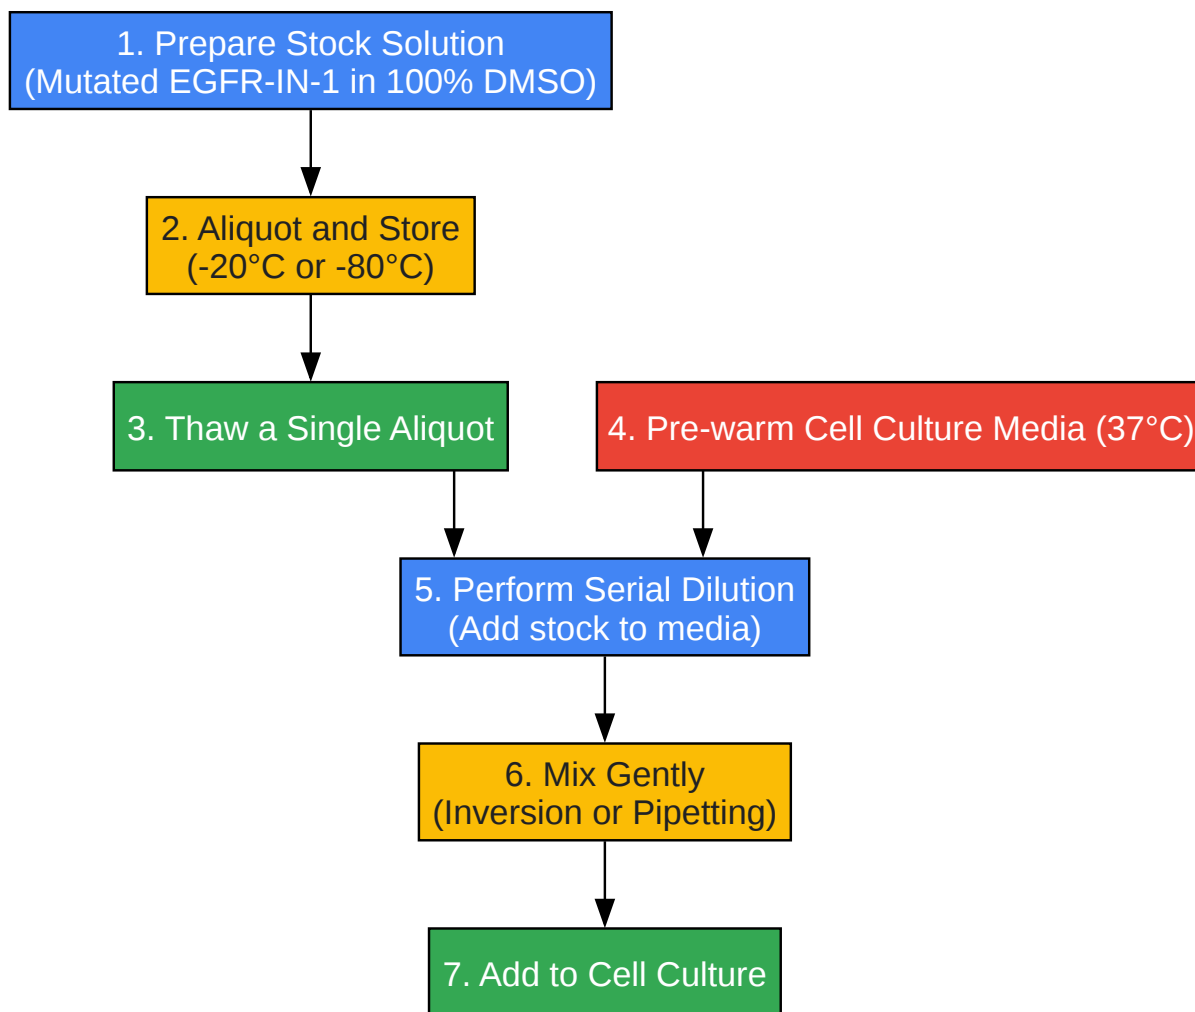 1. Prepare Stock Solution
(Mutated EGFR-IN-1 in 100% DMSO)
2. Aliquot and Store
(-20°C or -80°C)
3. Thaw a Single Aliquot
4. Pre-warm Cell Culture Media (37°C)
5. Perform Serial Dilution
(Add stock to media)
6. Mix Gently
(Inversion or Pipetting)
7. Add to Cell Culture